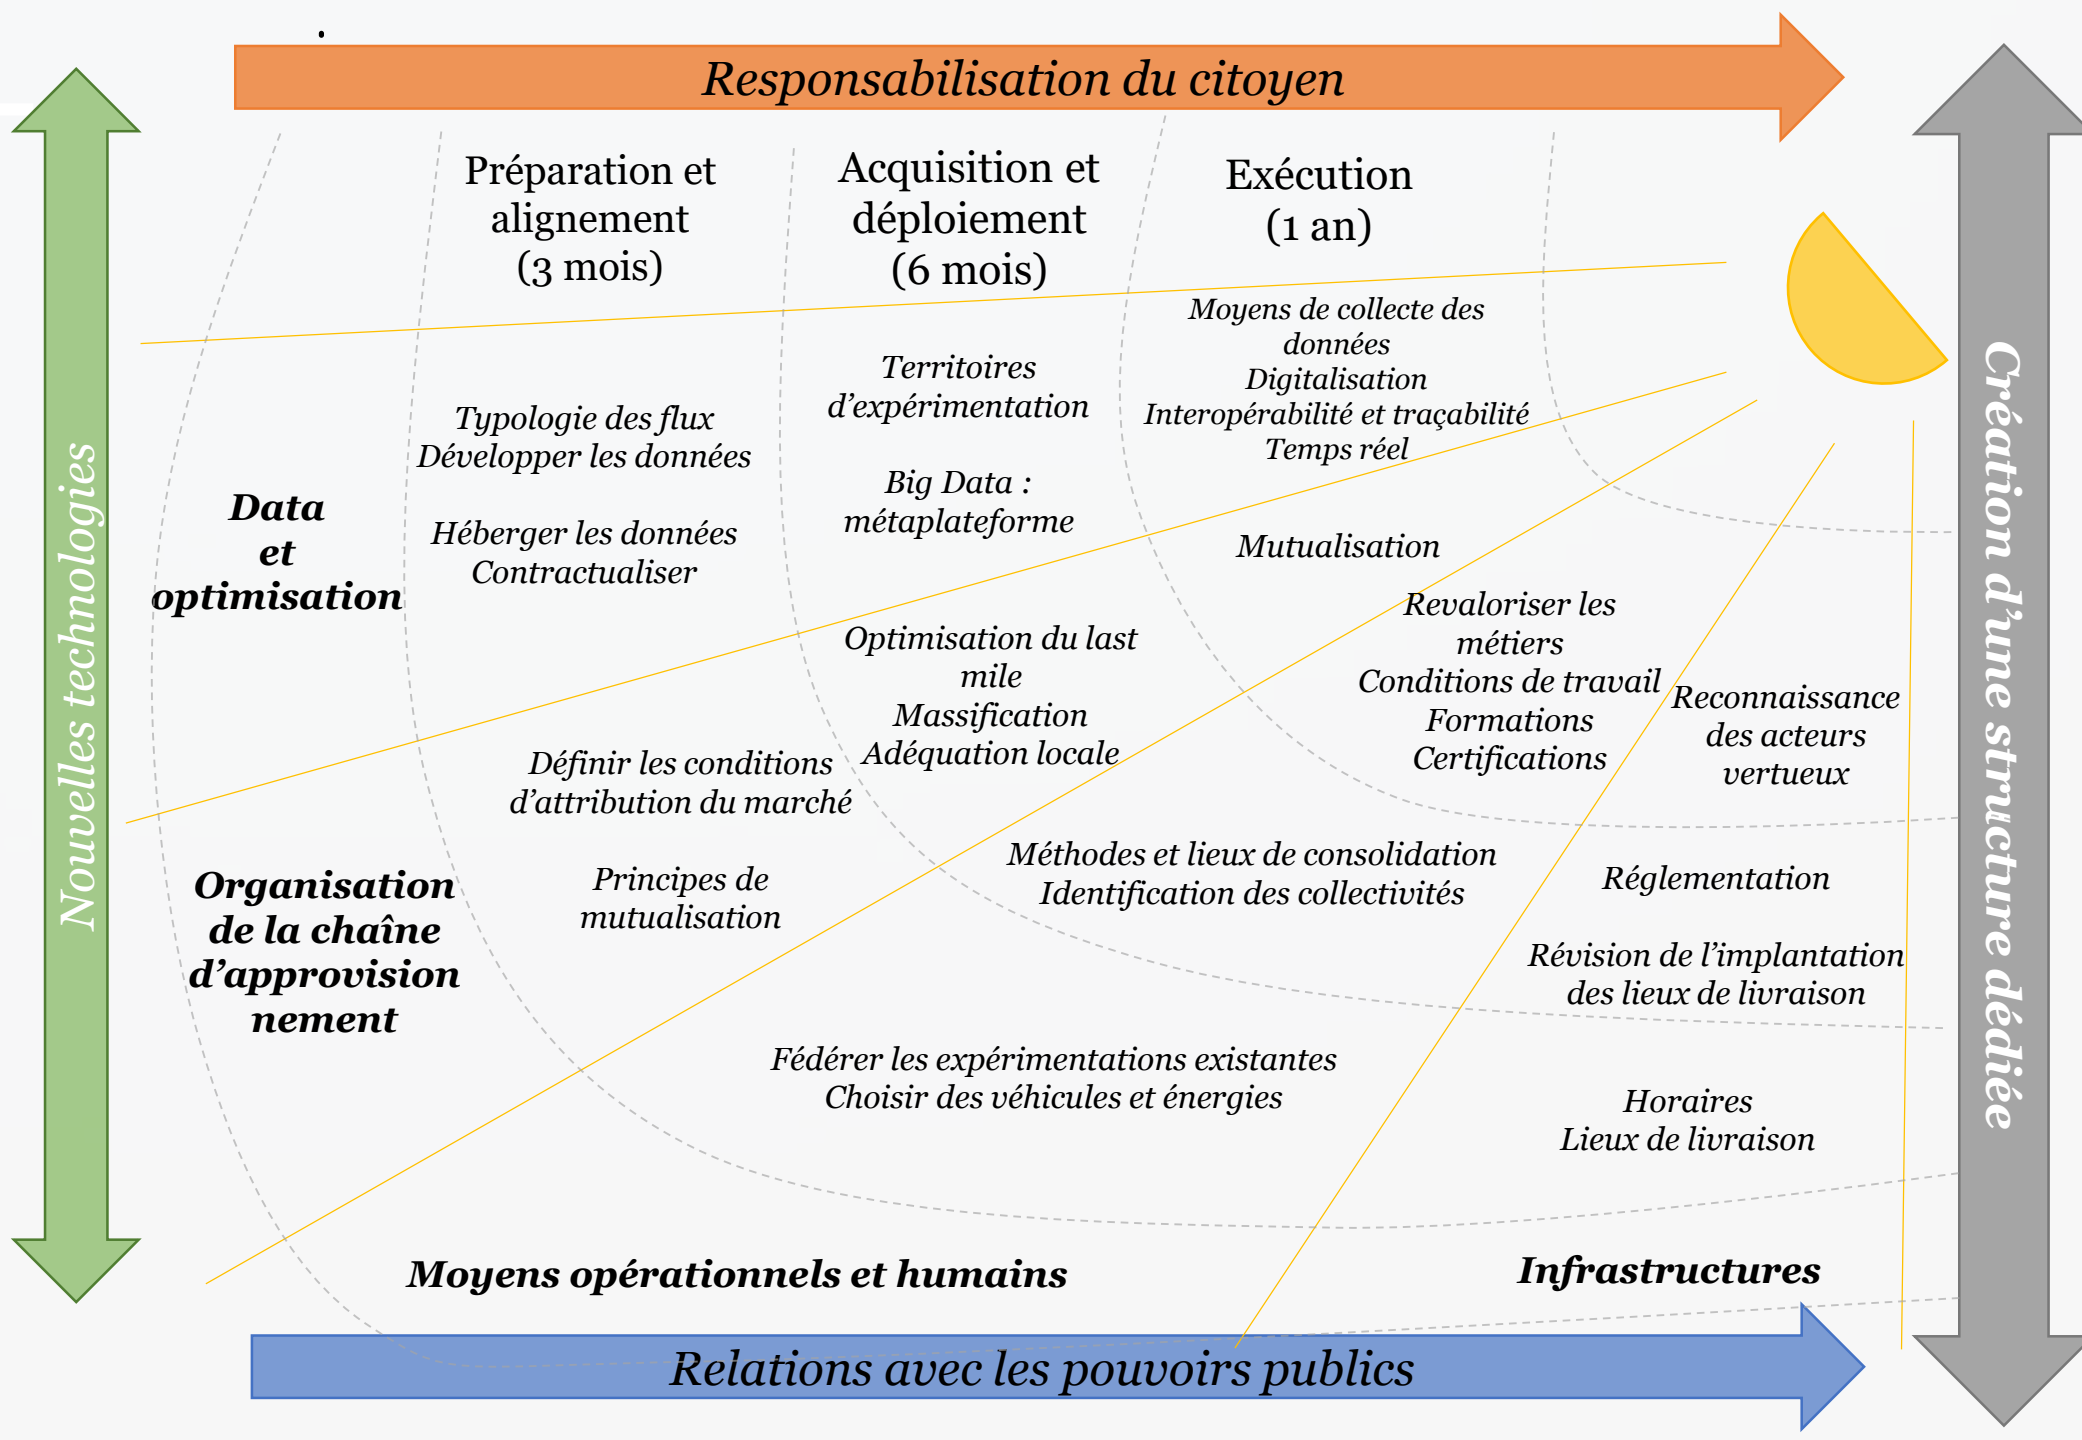 .
Responsabilisation du citoyen
Nouvelles technologies
Création d'une structure dédiée
Préparation et
alignement
(3 mois)
Acquisition et
déploiement
(6 mois)
Exécution
(1 an)
Data
et
optimisation
Typologie des flux
Développer les données
Héberger les données
Contractualiser
Territoires
d'expérimentation
Big Data :
métaplateforme
Moyens de collecte des
données
Digitalisation
Interopérabilité et traçabilité
Temps réel
Organisation
de la chaîne
d'approvision
nement
Définir les conditions
d'attribution du marché
Principes de
mutualisation
Optimisation du last
mile
Massification
Adéquation locale
Mutualisation
Moyens opérationnels et humains
Fédérer les expérimentations existantes
Choisir des véhicules et énergies
Méthodes et lieux de consolidation
Identification des collectivités
Revaloriser les
métiers
Conditions de travail
Formations
Certifications
Infrastructures
Horaires
Lieux de livraison
Réglementation
Révision de l'implantation
des lieux de livraison
Reconnaissance
des acteurs
vertueux
Relations avec les pouvoirs publics